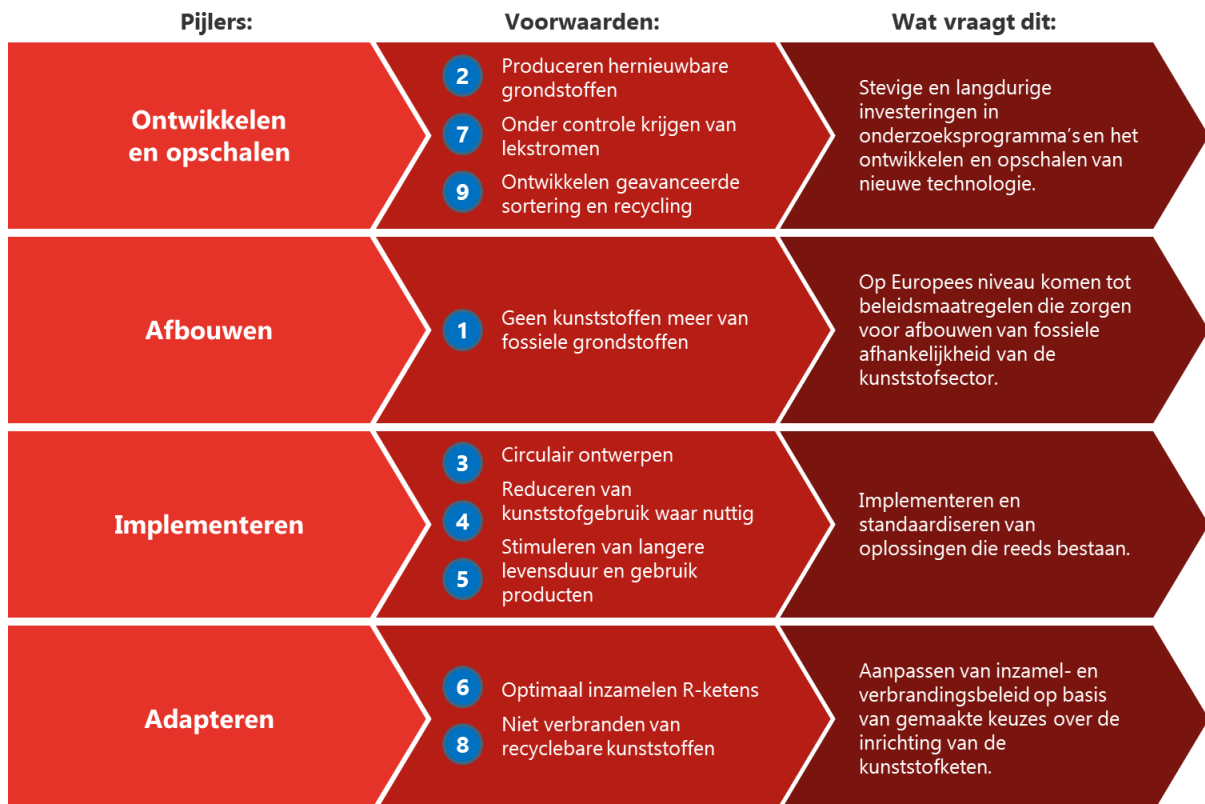 Pijlers:
Voorwaarden:
Wat vraagt dit:
Ontwikkelen
en opschalen
2
Produceren hernieuwbare
grondstoffen
7
Onder controle krijgen van
lekstromen
9
Ontwikkelen geavanceerde
sortering en recycling
Stevige en langdurige
investeringen in
onderzoeksprogramma's en het
ontwikkelen en opschalen van
nieuwe technologie.
Afbouwen
1
Geen kunststoffen meer van
fossiele grondstoffen
Op Europees niveau komen tot
beleidsmaatregelen die zorgen
voor afbouwen van fossiele
afhankelijkheid van de
kunststofsector.
Implementeren
3
Circulair ontwerpen
4
Reduceren van
kunststofgebruik waar nuttig
5
Stimuleren van langere
levensduur en gebruik
producten
Implementeren en
standaardiseren van
oplossingen die reeds bestaan.
Adapteren
6
Optimaal inzamelen R-ketens
8
Niet verbranden van
recyclebare kunststoffen
Aanpassen van inzamel- en
verbrandingsbeleid op basis
van gemaakte keuzes over de
inrichting van de
kunststofketen.